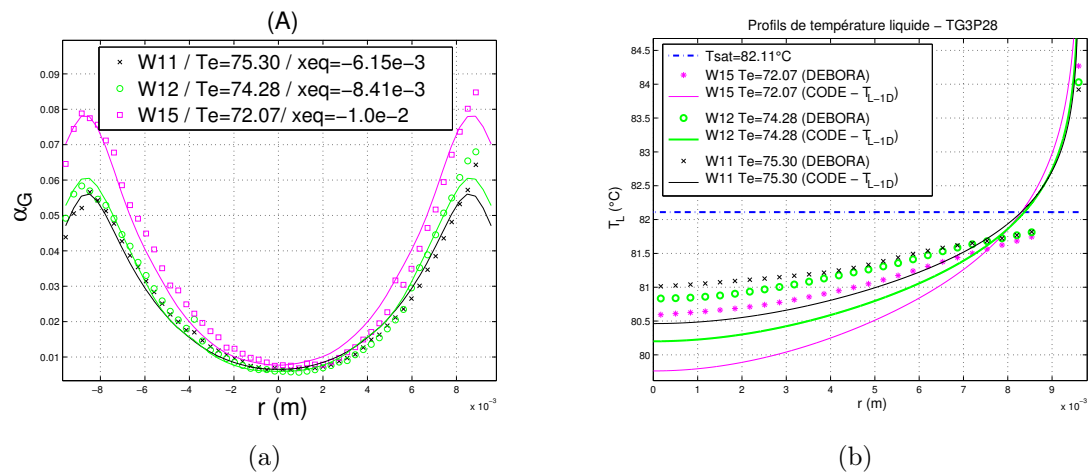 (A)
W11 / Te=75.30 / xeq=−6.15e−3
W12 / Te=74.28 / xeq=−8.41e−3
W15 / Te=72.07/ xeq=−1.0e−2
0.09
0.08
0.07
0.06
0.05
0.04
0.03
0.02
0.01
α_G
−8 −4 0 4 8
x 10⁻³
r (m)
(a)
Profils de température liquide − TG3P28
Tsat=82.11°C
W15 Te=72.07 (DEBORA)
W15 Te=72.07 (CODE − T_L−1D)
W12 Te=74.28 (DEBORA)
W12 Te=74.28 (CODE − T_L−1D)
W11 Te=75.30 (DEBORA)
W11 Te=75.30 (CODE − T_L−1D)
84.5
84
83.5
83
82.5
82
81.5
81
80.5
80
T_L (°C)
0 1 2 3 4 5 6 7 8 9
x 10⁻³
r (m)
(b)